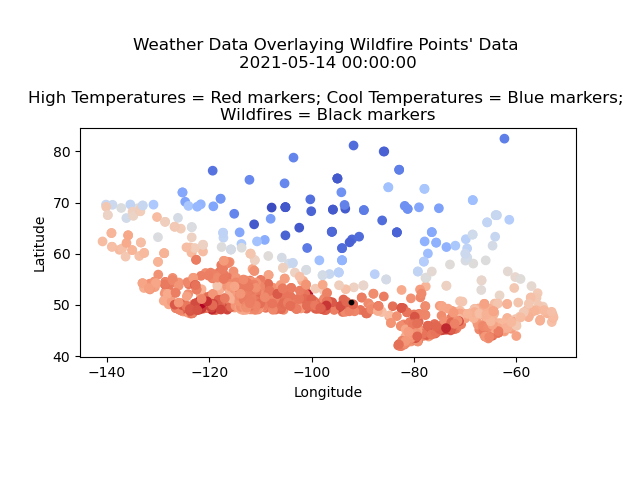 Weather Data Overlaying Wildfire Points' Data
2021-05-14 00:00:00
High Temperatures = Red markers; Cool Temperatures = Blue markers;
Wildfires = Black markers
80
70
60
50
40
Latitude
−140
−120
−100
−80
−60
Longitude